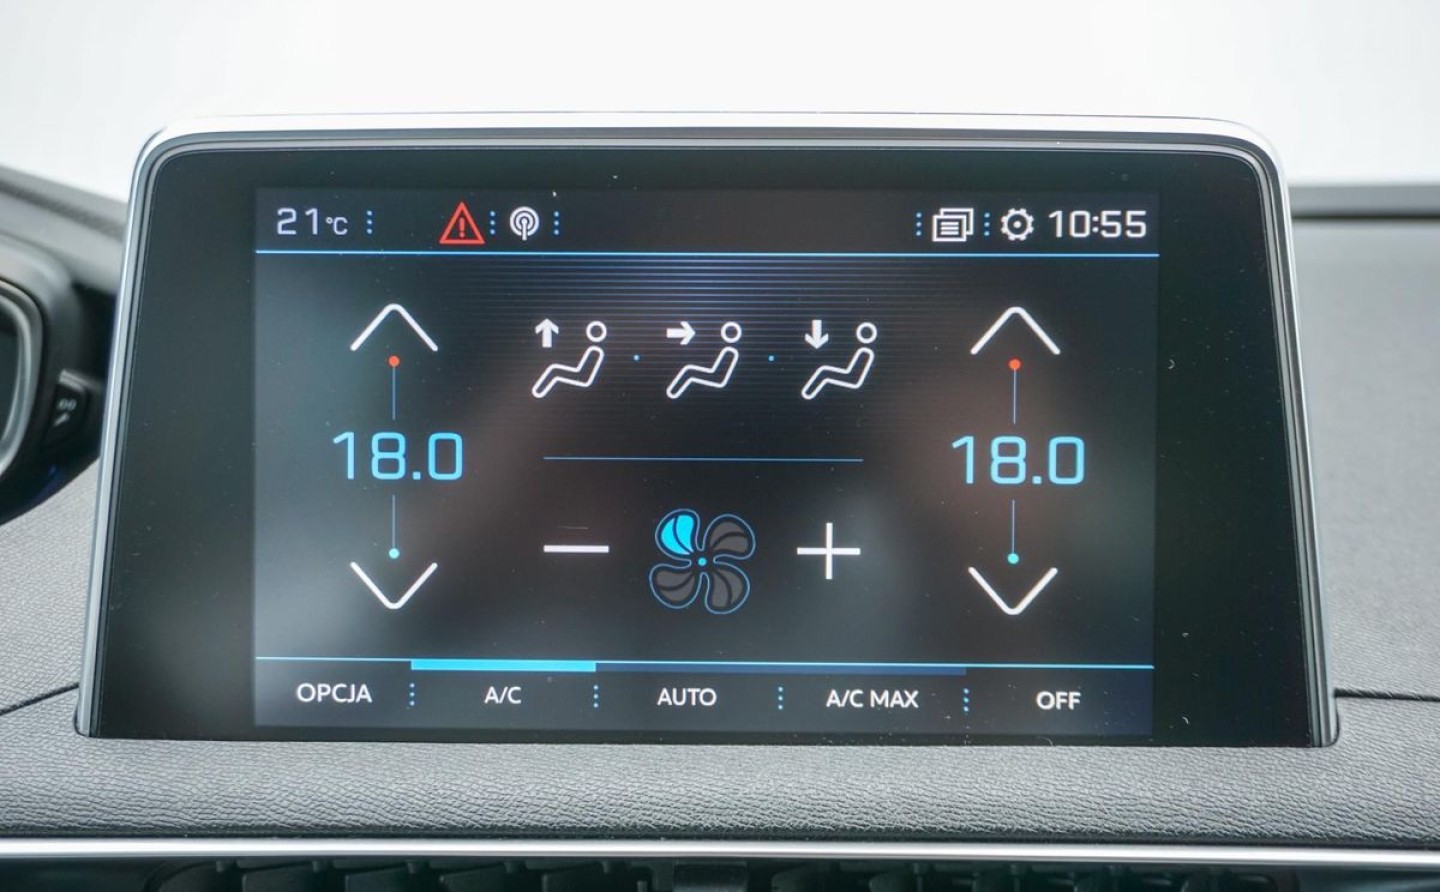 21°C 10:55
18.0 18.0
OPCJA A/C AUTO A/C MAX OFF